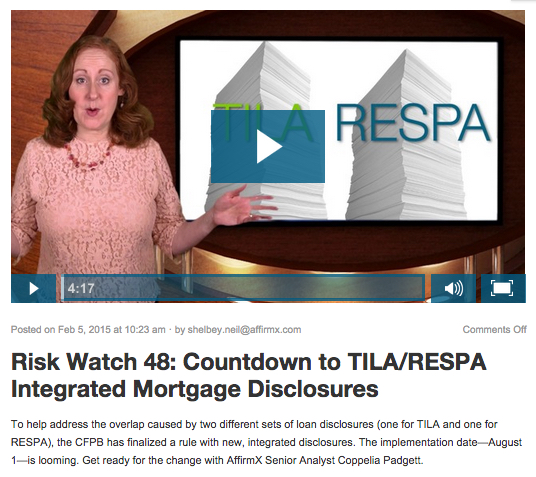 TILA RESPA
4:17
Posted on Feb 5, 2015 at 10:23 am · by shelbey.neil@affirmx.com Comments Off
Risk Watch 48: Countdown to TILA/RESPA
Integrated Mortgage Disclosures
To help address the overlap caused by two different sets of loan disclosures (one for TILA and one for
RESPA), the CFPB has finalized a rule with new, integrated disclosures. The implementation date—August
1—is looming. Get ready for the change with AffirmX Senior Analyst Coppelia Padgett.